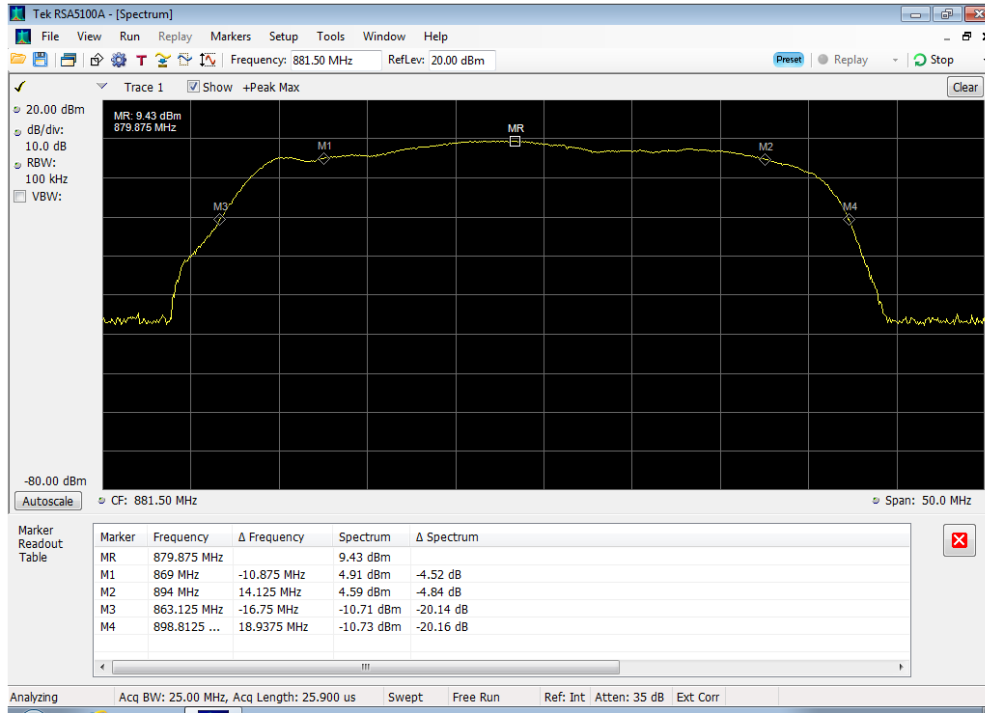 Tek RSA5100A - [Spectrum]
File View Run Replay Markers Setup Tools Window Help
T Frequency: 881.50 MHz RefLev: 20.00 dBm Preset Replay Stop
Trace 1 Show +Peak Max Clear
20.00 dBm
dB/div:
10.0 dB
RBW:
100 kHz
VBW:
MR: 9.43 dBm
879.875 MHz
M1
MR
M2
M3
M4
-80.00 dBm
Autoscale CF: 881.50 MHz Span: 50.0 MHz
Marker
Readout
Table
Marker Frequency Δ Frequency Spectrum Δ Spectrum
MR 879.875 MHz 9.43 dBm
M1 869 MHz -10.875 MHz 4.91 dBm -4.52 dB
M2 894 MHz 14.125 MHz 4.59 dBm -4.84 dB
M3 863.125 MHz -16.75 MHz -10.71 dBm -20.14 dB
M4 898.8125 ... 18.9375 MHz -10.73 dBm -20.16 dB
Analyzing Acq BW: 25.00 MHz, Acq Length: 25.900 us Swept Free Run Ref: Int Atten: 35 dB Ext Corr